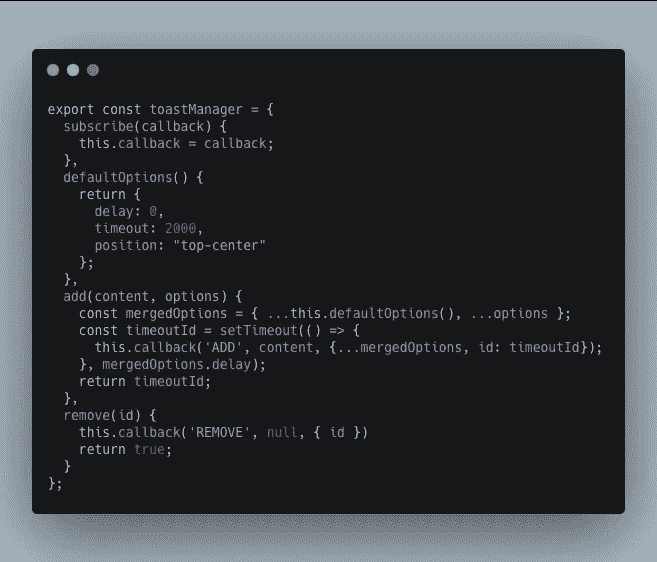 export const toastManager = {
  subscribe(callback) {
    this.callback = callback;
  },
  defaultOptions() {
    return {
      delay: 0,
      timeout: 2000,
      position: "top-center"
    };
  },
  add(content, options) {
    const mergedOptions = { ...this.defaultOptions(), ...options };
    const timeoutId = setTimeout(() => {
      this.callback('ADD', content, {...mergedOptions, id: timeoutId});
    }, mergedOptions.delay);
    return timeoutId;
  },
  remove(id) {
    this.callback('REMOVE', null, { id })
    return true;
  }
};